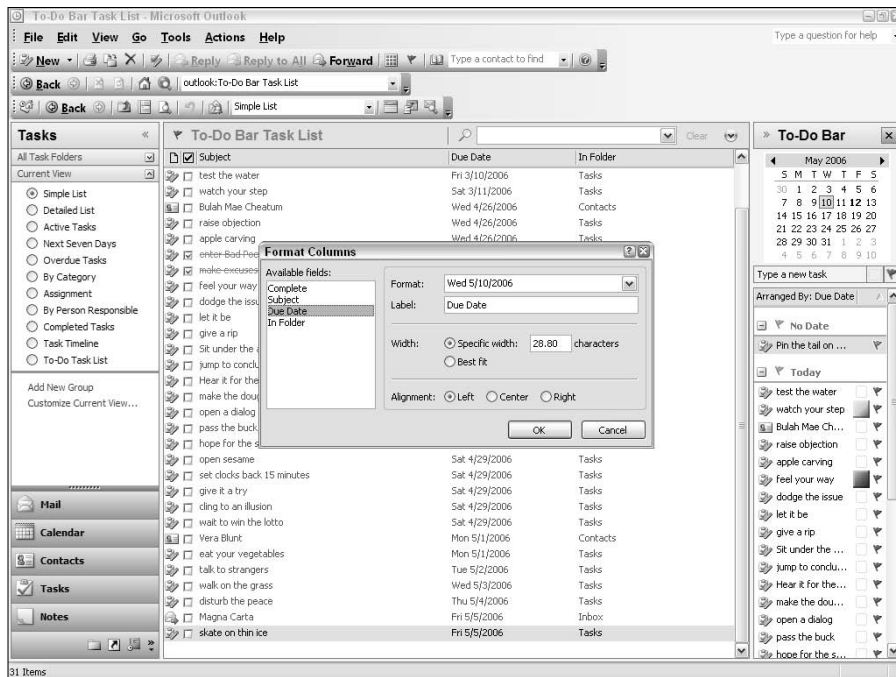 To-Do Bar Task List - Microsoft Outlook
File Edit View Go Tools Actions Help
Type a question for help
New Reply Reply to All Forward Type a contact to find
Back outlook:To-Do Bar Task List
Back Simple List
Tasks «
All Task Folders
Current View
Simple List
Detailed List
Active Tasks
Next Seven Days
Overdue Tasks
By Category
Assignment
By Person Responsible
Completed Tasks
Task Timeline
To-Do Task List
Add New Group
Customize Current View...
Mail
Calendar
Contacts
Tasks
Notes
»
31 Items
To-Do Bar Task List
Clear
Subject Due Date In Folder
test the water Fri 3/10/2006 Tasks
watch your step Sat 3/11/2006 Tasks
Bulah Mae Cheatum Wed 4/26/2006 Contacts
raise objection Wed 4/26/2006 Tasks
apple carving Wed 4/26/2006 Tasks
enter Bad
make excuses
feel your way
dodge the issu
let it be
give a rip
Sit under the
jump to conclu
Hear it for the
make the dou
open a dialog
pass the buck
hope for the s
open sesame Sat 4/29/2006 Tasks
set clocks back 15 minutes Sat 4/29/2006 Tasks
give it a try Sat 4/29/2006 Tasks
cling to an illusion Sat 4/29/2006 Tasks
wait to win the lotto Sat 4/29/2006 Tasks
Vera Blunt Mon 5/1/2006 Contacts
eat your vegetables Mon 5/1/2006 Tasks
talk to strangers Tue 5/2/2006 Tasks
walk on the grass Wed 5/3/2006 Tasks
disturb the peace Thu 5/4/2006 Tasks
Magna Carta Fri 5/5/2006 Inbox
skate on thin ice Fri 5/5/2006 Tasks
Format Columns
Available fields:
Complete
Subject
Due Date
In Folder
Format: Wed 5/10/2006
Label: Due Date
Width: Specific width: 28.80 characters
Best fit
Alignment: Left Center Right
OK Cancel
» To-Do Bar
May 2006
S M T W T F S
30 1 2 3 4 5 6
7 8 9 10 11 12 13
14 15 16 17 18 19 20
21 22 23 24 25 26 27
28 29 30 31 1 2 3
4 5 6 7 8 9 10
Type a new task
Arranged By: Due Date
No Date
Pin the tail on ...
Today
test the water
watch your step
Bulah Mae Ch...
raise objection
apple carving
feel your way
dodge the issue
let it be
give a rip
Sit under the ...
jump to conclu...
Hear it for the...
make the dou...
open a dialog
pass the buck
hope for the s...